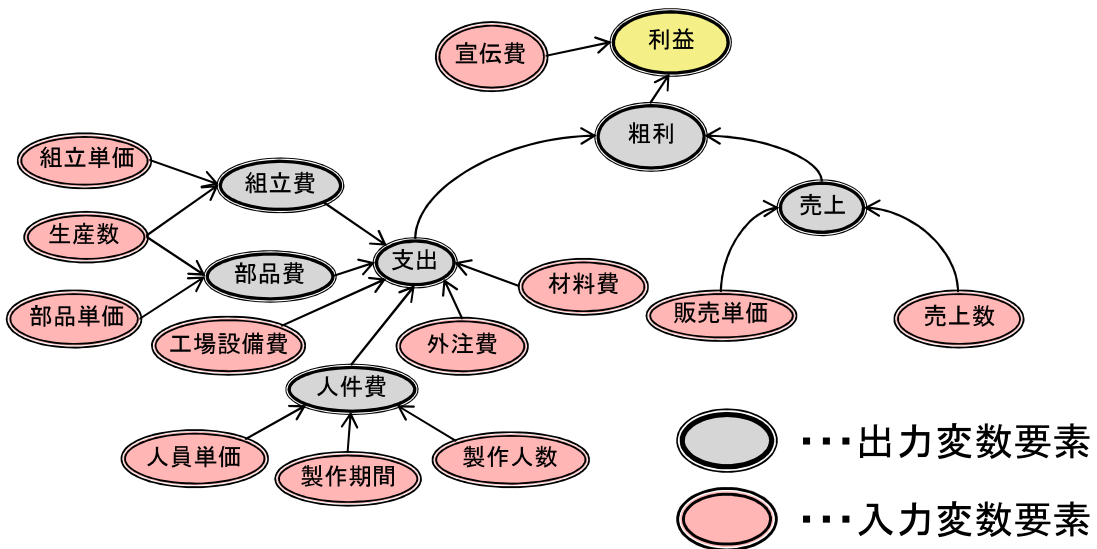 利益
宣伝費
粗利
組立単価
組立費
売上
生産数
支出
部品費
材料費
部品単価
販売単価
売上数
工場設備費
外注費
人件費
人員単価
製作期間
製作人数
・・・出力変数要素
・・・入力変数要素